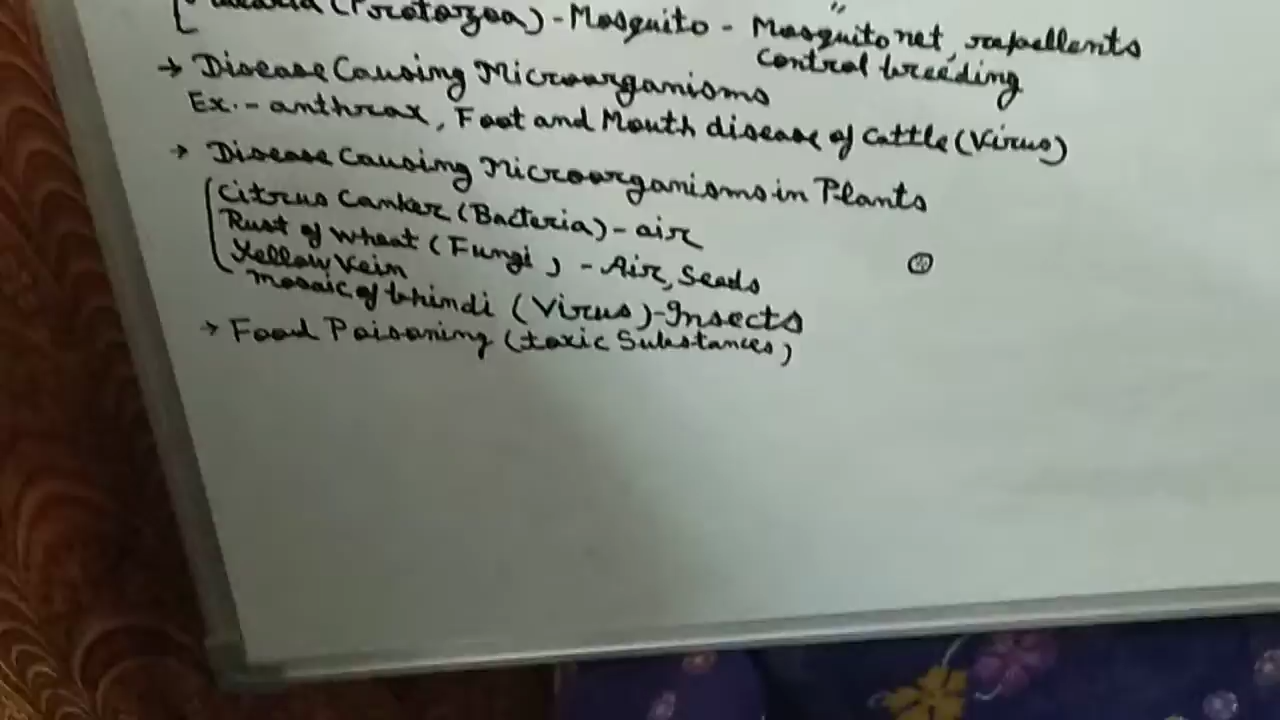 (Protozoa) - Mosquito - Mosquito net, repellents
control breeding
→ Disease Causing Microorganisms
Ex. - anthrax, Foot and Mouth disease of Cattle (Virus)
→ Disease Causing Microorganisms in Plants
Citrus Canker (Bacteria) - air
Rust of Wheat (Fungi) - Air, Seeds
Yellow Vein
Mosaic of bhindi (Virus) - Insects
→ Food Poisoning (toxic Substances)